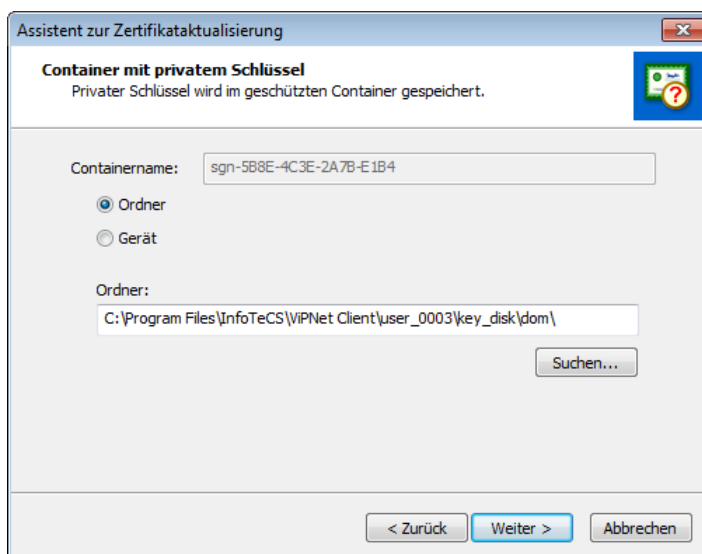 Assistent zur Zertifikataktualisierung
Container mit privatem Schlüssel
Privater Schlüssel wird im geschützten Container gespeichert.
Containername: sgn-5B8E-4C3E-2A7B-E1B4
Ordner
Gerät
Ordner:
C:\Program Files\InfoTeCS\ViPNet Client\user_0003\key_disk\dom\
Suchen...
< Zurück Weiter > Abbrechen